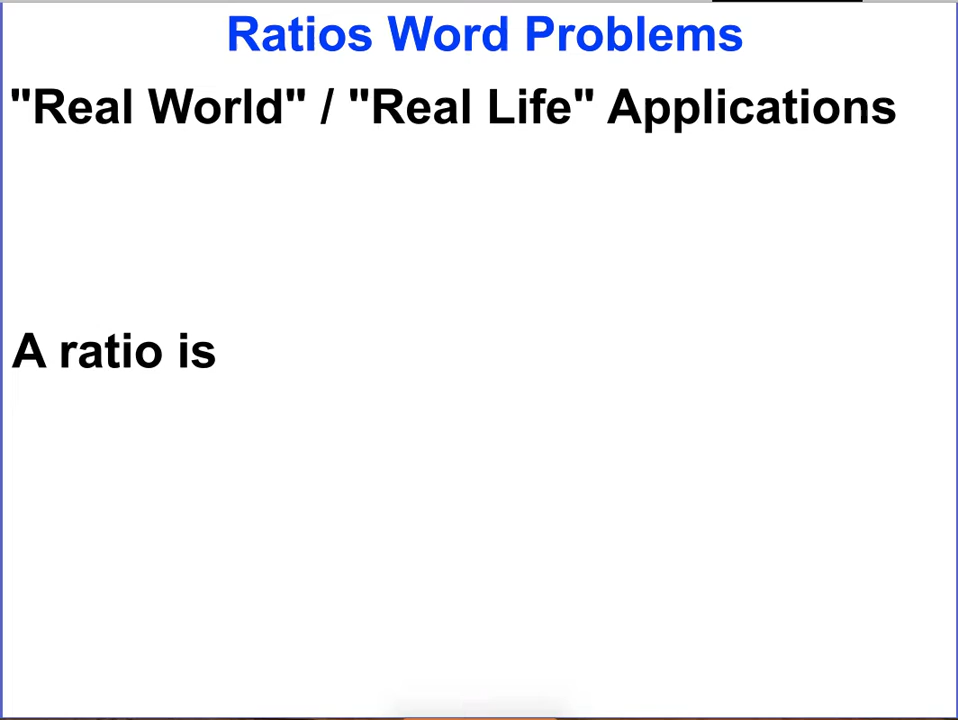 Ratios Word Problems
"Real World" / "Real Life" Applications
A ratio is